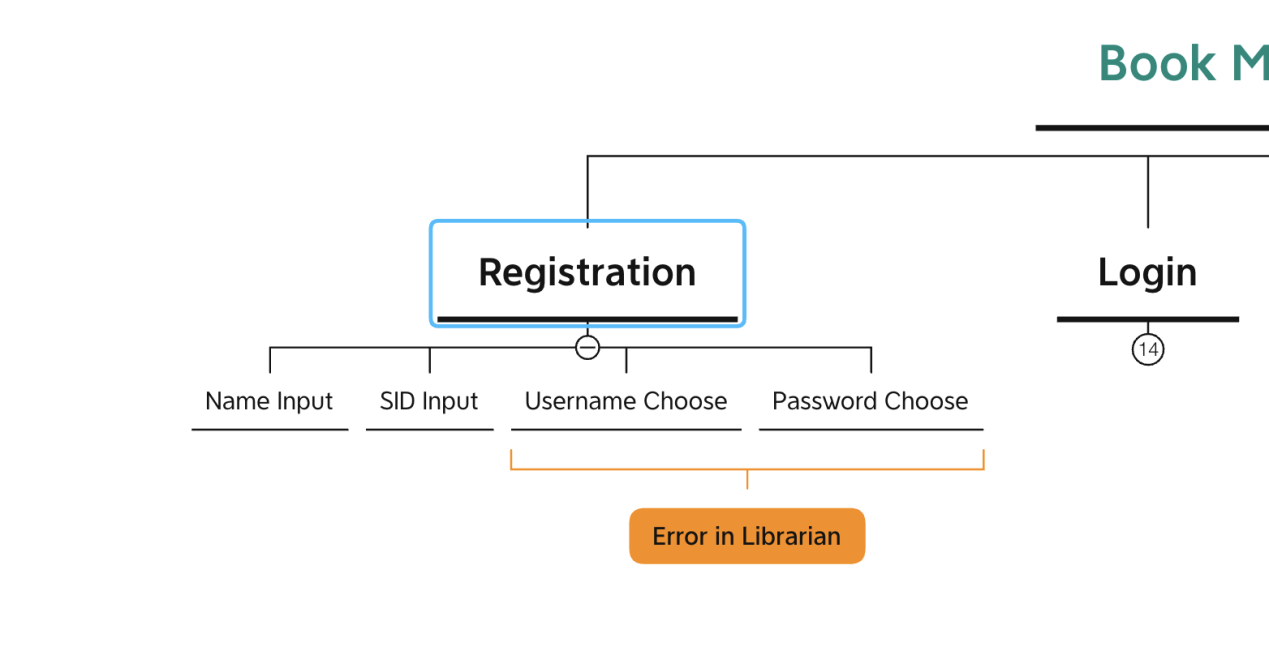 Book M
Registration
Login
14
Name Input
SID Input
Username Choose
Password Choose
Error in Librarian